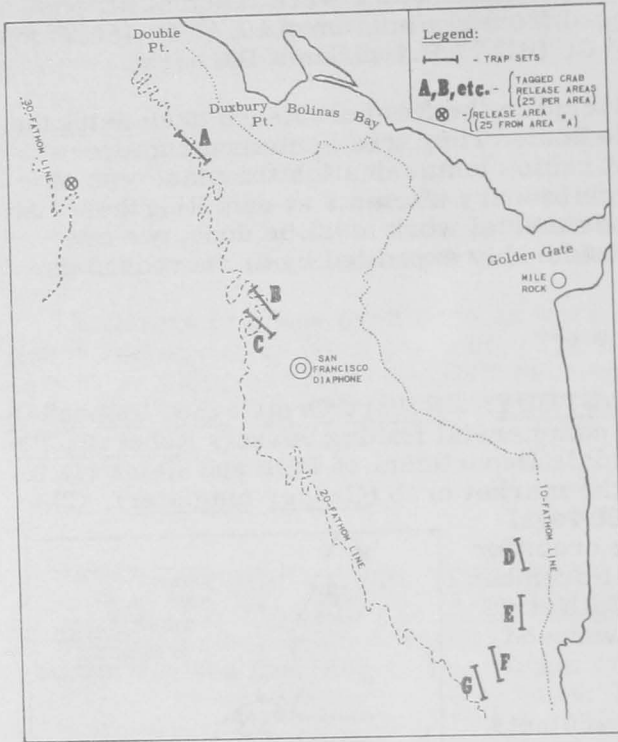 Double
Pt.
Legend:
- TRAP SETS
A,B, etc. - { TAGGED CRAB
RELEASE AREAS
(25 PER AREA)
⊗ - { RELEASE AREA
(25 FROM AREA "A)
Duxbury
Pt.
Bolinas Bay
30-FATHOM LINE
A
Golden Gate
MILE
ROCK
B
C
SAN
FRANCISCO
DIAPHONE
20-FATHOM LINE
10-FATHOM LINE
D
E
F
G